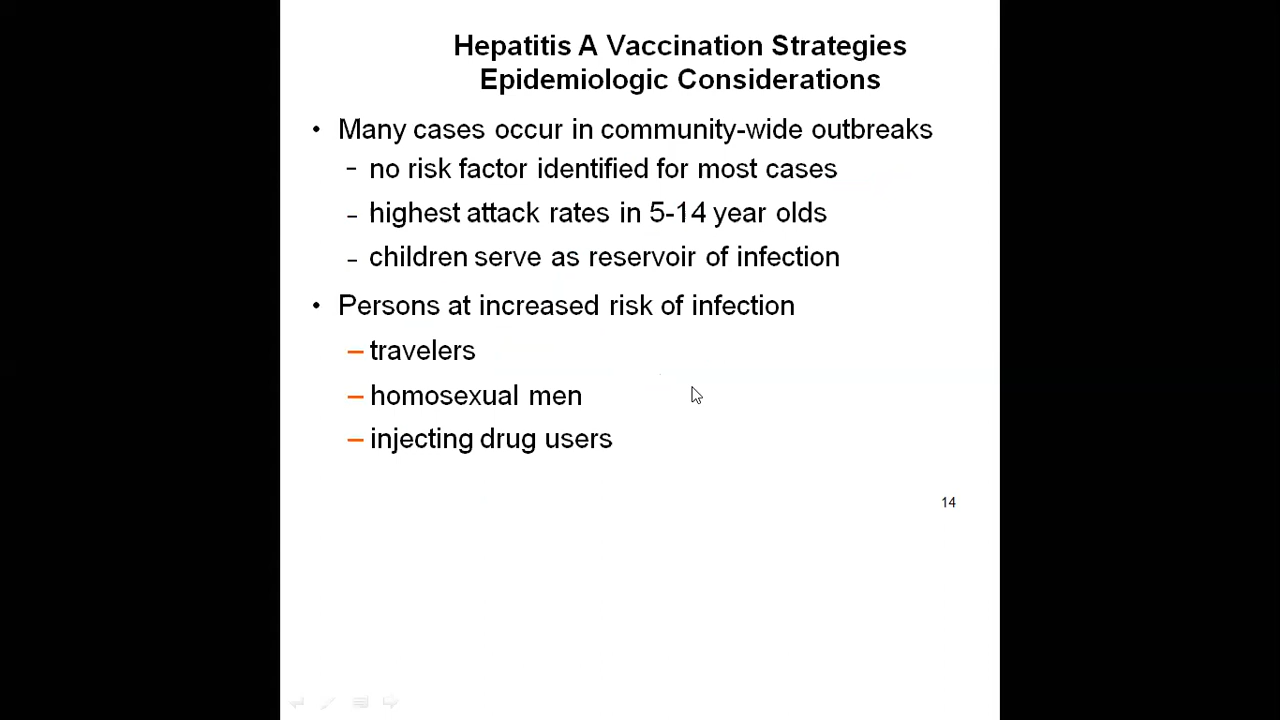 Hepatitis A Vaccination Strategies
Epidemiologic Considerations
• Many cases occur in community-wide outbreaks
- no risk factor identified for most cases
- highest attack rates in 5-14 year olds
- children serve as reservoir of infection
• Persons at increased risk of infection
– travelers
– homosexual men
– injecting drug users
14